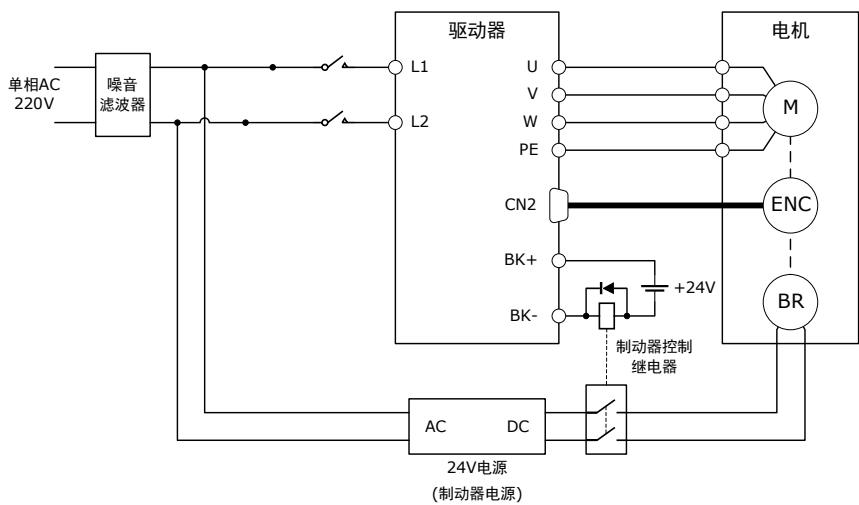 驱动器
电机
单相AC
220V
噪音
滤波器
L1
L2
U
V
W
PE
M
CN2
ENC
BK+
+24V
BK-
BR
制动器控制
继电器
AC
DC
24V电源
(制动器电源)